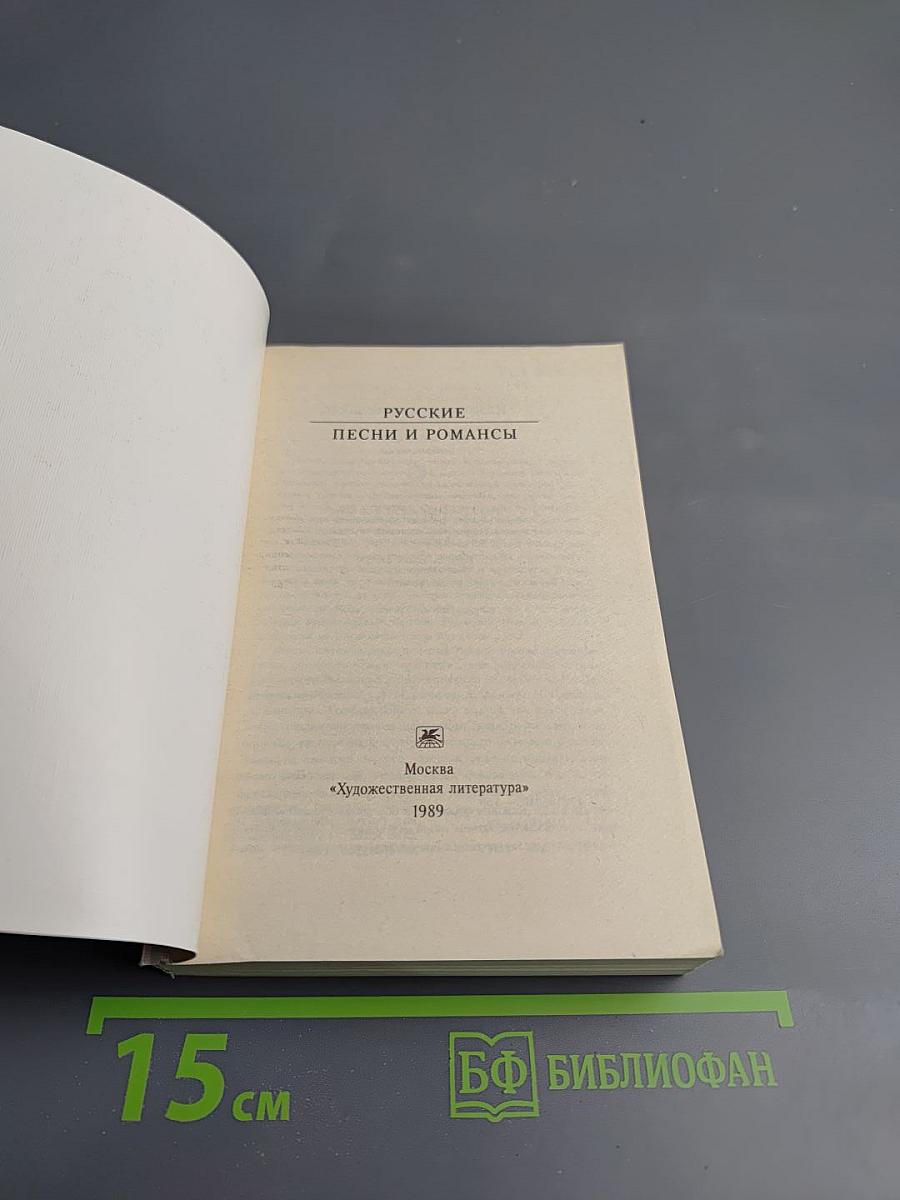 РУССКИЕ
ПЕСНИ И РОМАНСЫ
Москва
«Художественная литература»
1989
15 см
БФ БИБЛИОФАН